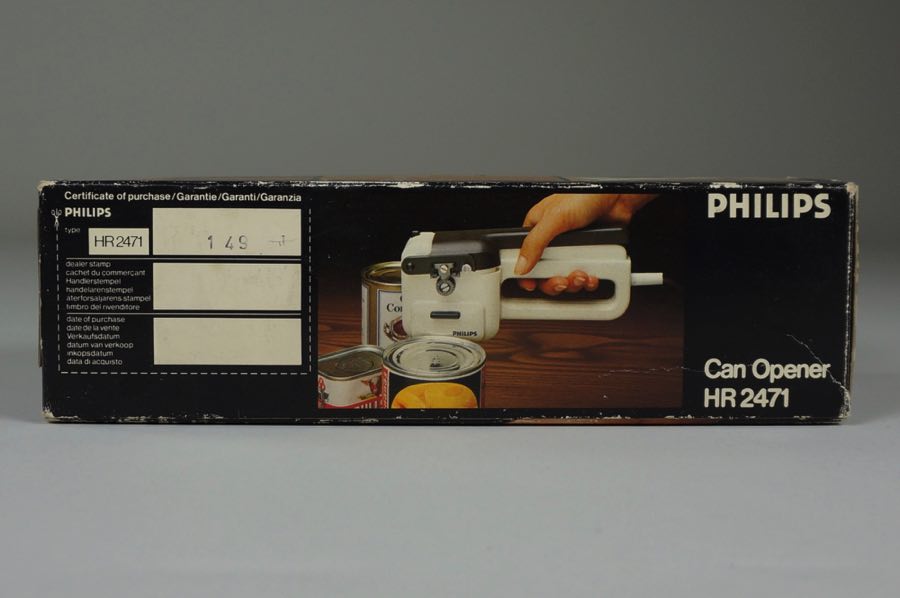 Certificate of purchase/Garantie/Garanti/Garanzia
PHILIPS
type
HR2471
149
dealer stamp
cachet du commerçant
Händlerstempel
handelarenstempel
återförsäljarens stämpel
timbro del rivenditore
date of purchase
date de la vente
Verkaufsdatum
datum van verkoop
inköpsdatum
data di acquisto
Co
PHILIPS
PHILIPS
Can Opener
HR 2471